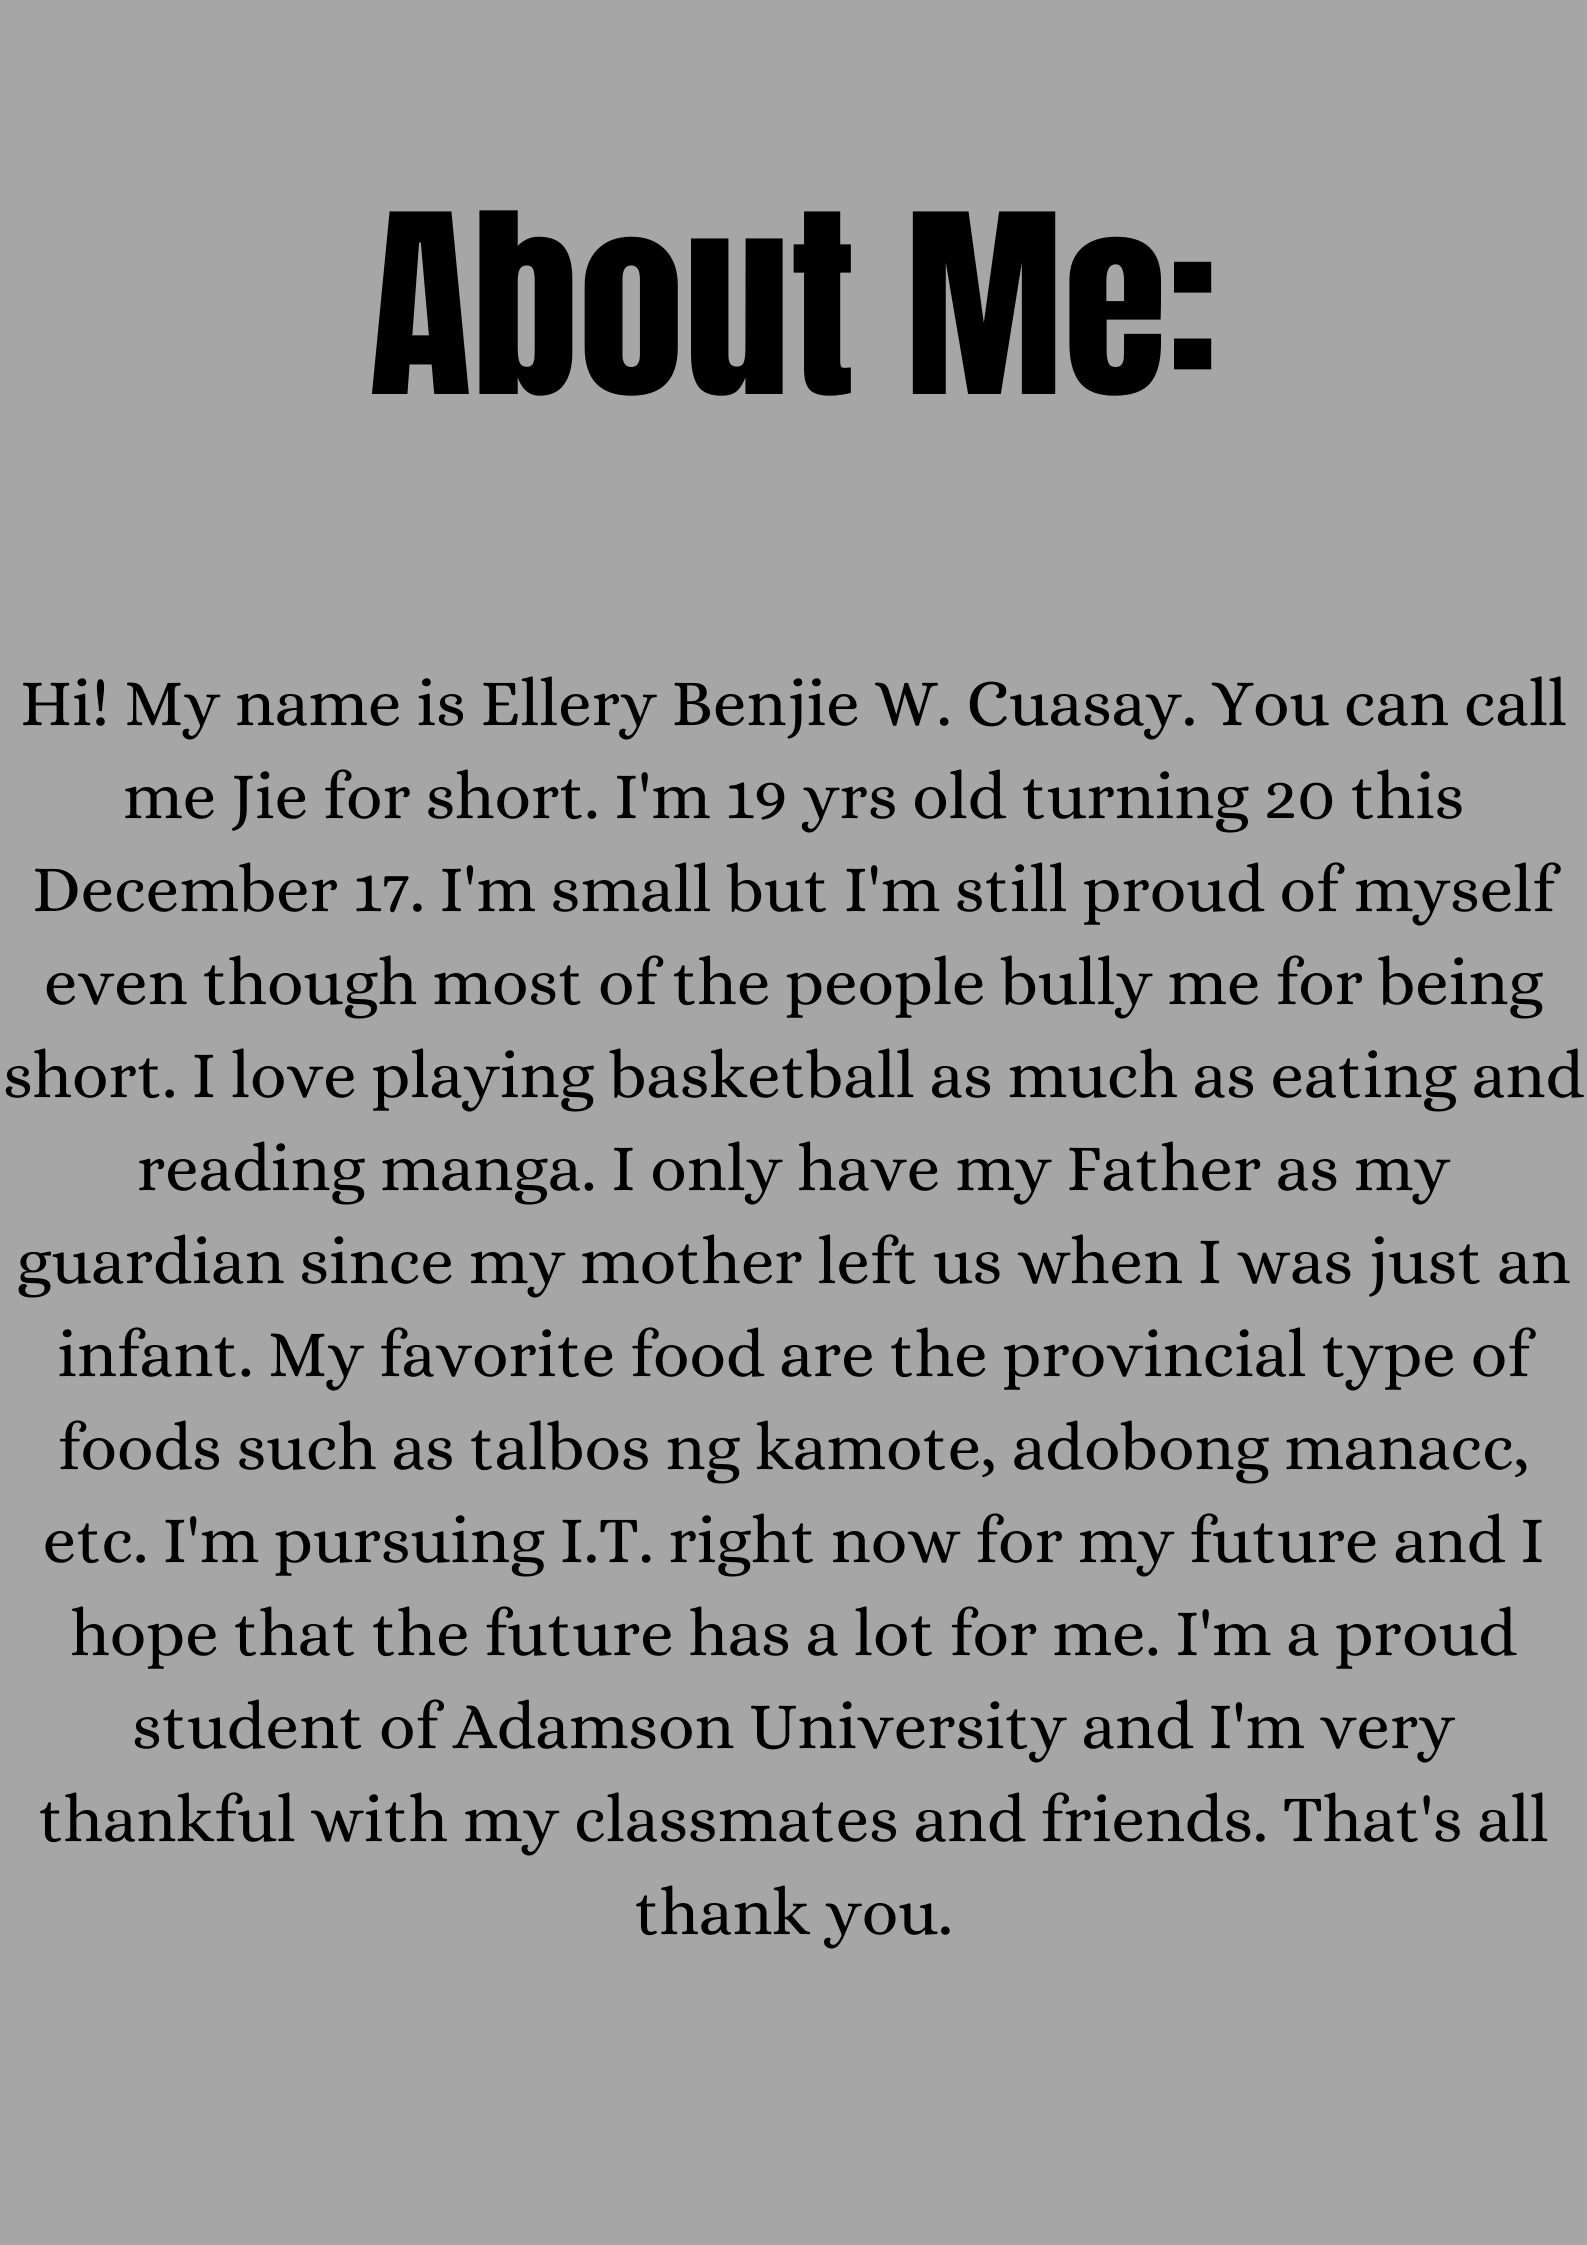 About Me:
Hi! My name is Ellery Benjie W. Cuasay. You can call
me Jie for short. I'm 19 yrs old turning 20 this
December 17. I'm small but I'm still proud of myself
even though most of the people bully me for being
short. I love playing basketball as much as eating and
reading manga. I only have my Father as my
guardian since my mother left us when I was just an
infant. My favorite food are the provincial type of
foods such as talbos ng kamote, adobong manacc,
etc. I'm pursuing I.T. right now for my future and I
hope that the future has a lot for me. I'm a proud
student of Adamson University and I'm very
thankful with my classmates and friends. That's all
thank you.